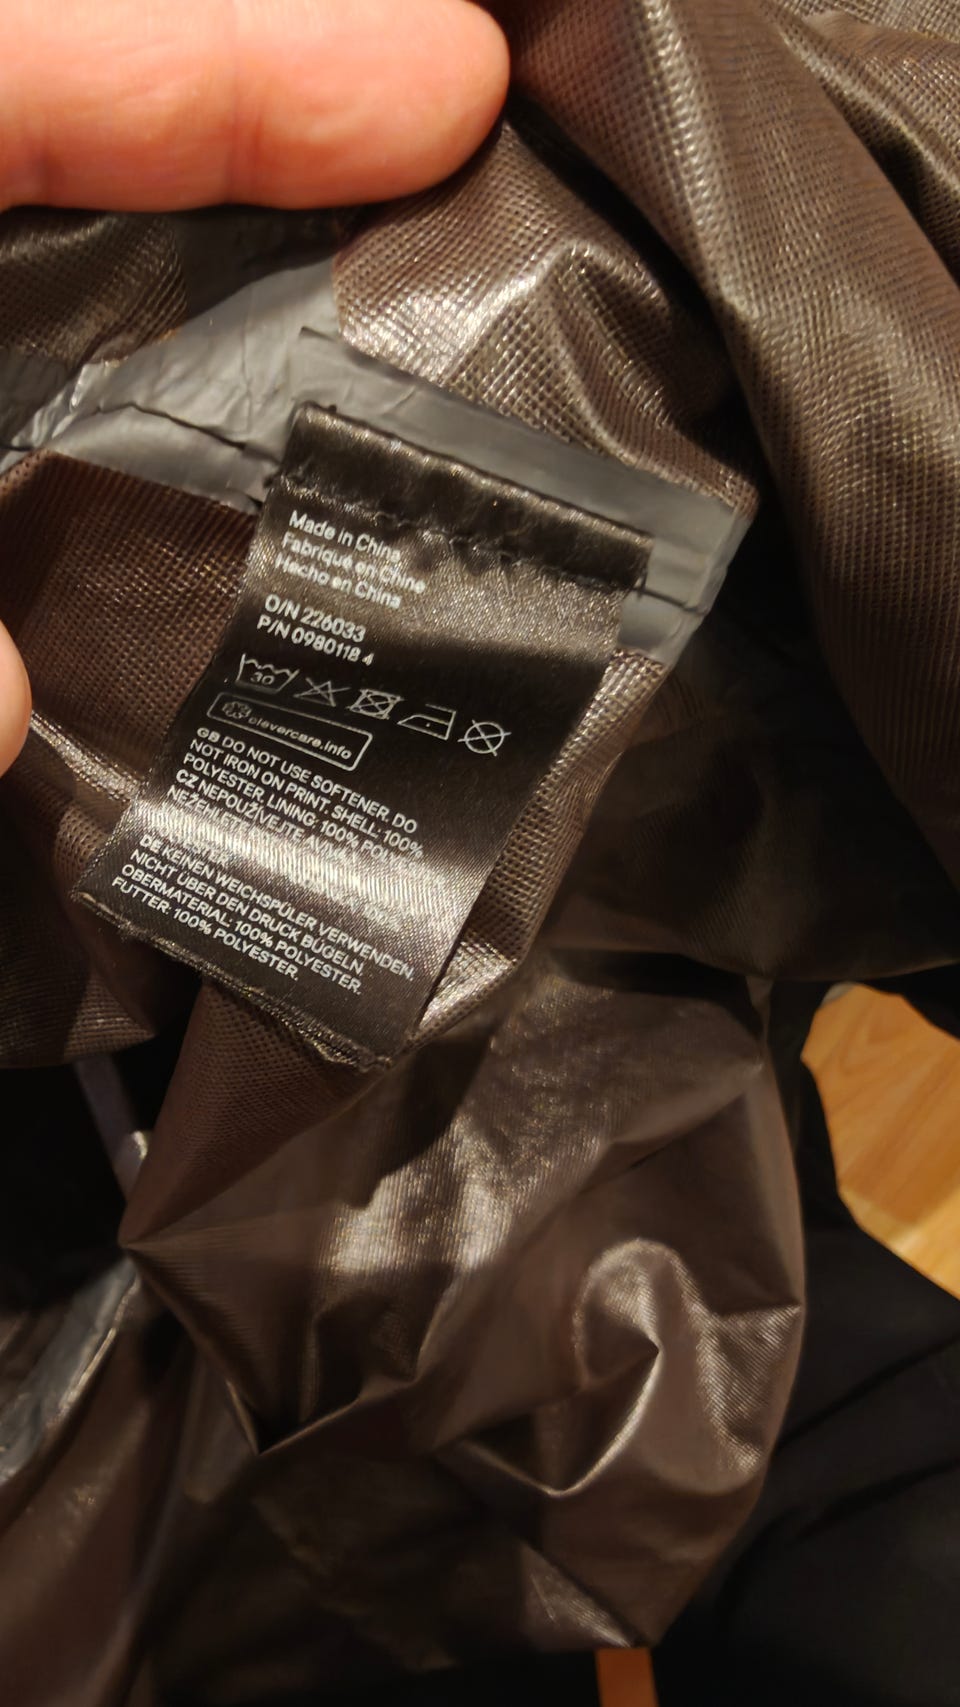 Made in China
Fabriqué en Chine
Hecho en China
O/N 226033
P/N 0980118 4
30
clevercare.info
GB DO NOT USE SOFTENER. DO
NOT IRON ON PRINT. SHELL: 100%
POLYESTER. LINING: 100%
CZ NEPOUŽÍVEJTE
DE KEINEN WEICHSPÜLER VERWENDEN.
NICHT ÜBER DEN DRUCK BÜGELN.
OBERMATERIAL: 100% POLYESTER.
FUTTER: 100% POLYESTER.